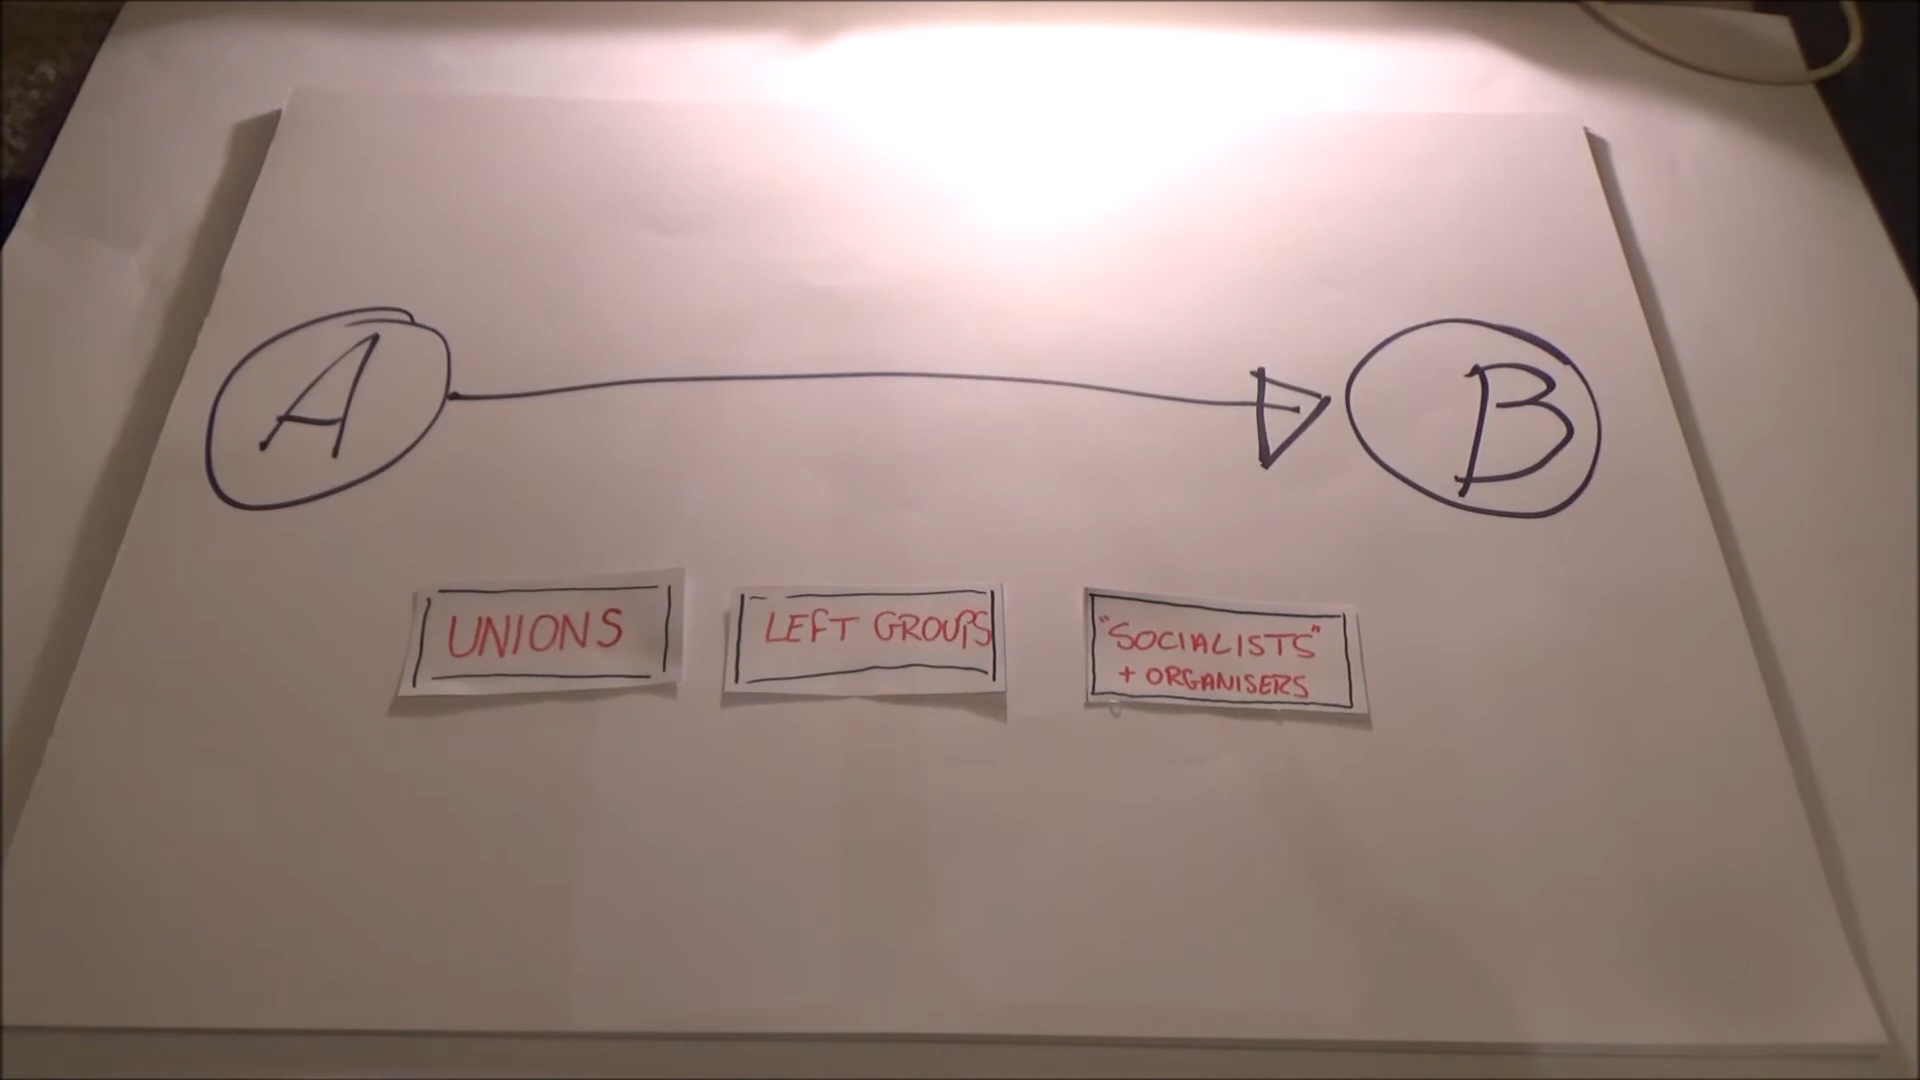 A
B
UNIONS
LEFT GROUPS
"SOCIALISTS"
+ ORGANISERS